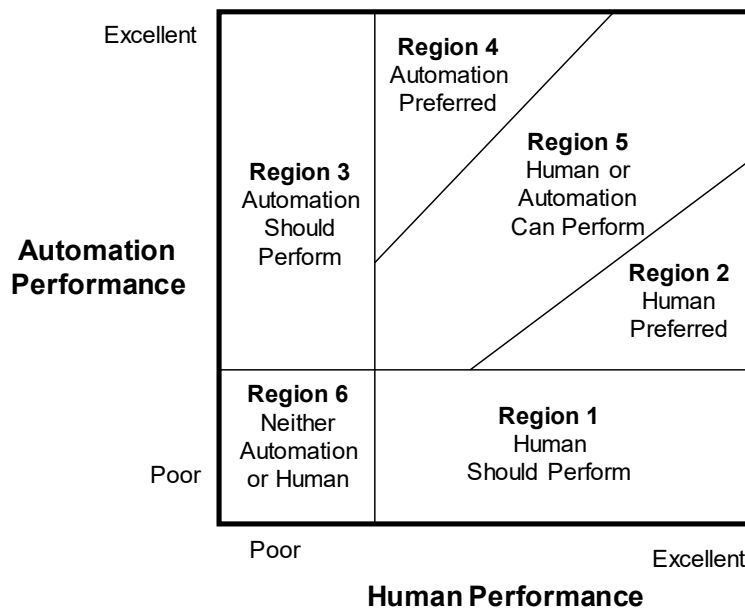 Excellent
Region 4
Automation
Preferred
Region 5
Human or
Automation
Can Perform
Region 3
Automation
Should
Perform
Automation
Performance
Region 2
Human
Preferred
Region 6
Neither
Automation
or Human
Region 1
Human
Should Perform
Poor
Poor
Excellent
Human Performance